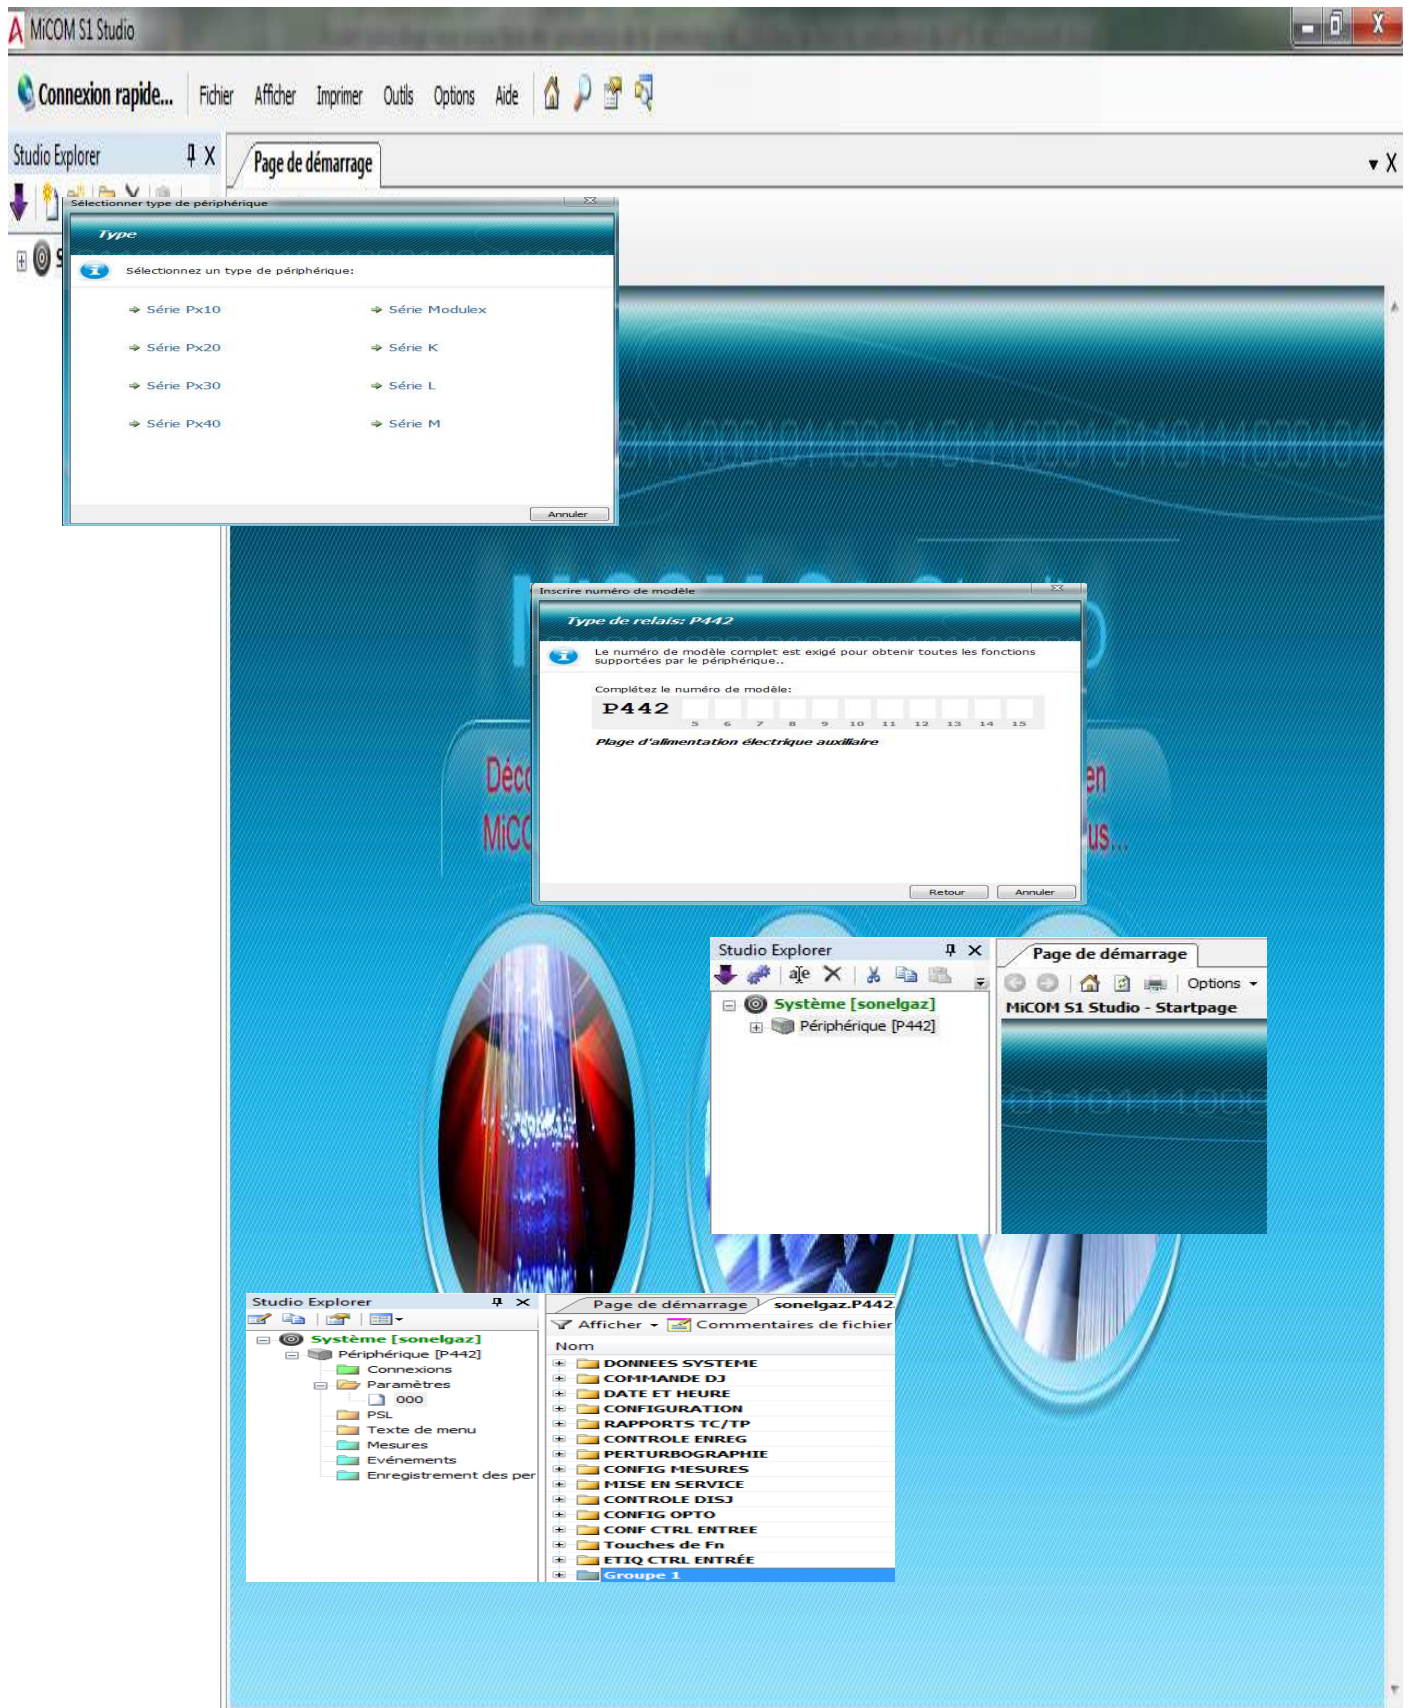 MiCOM S1 Studio
Connexion rapide... Fichier Afficher Imprimer Outils Options Aide
Studio Explorer
Page de démarrage
Sélectionner type de périphérique
Type
Sélectionnez un type de périphérique:
Série Px10 Série Modulex
Série Px20 Série K
Série Px30 Série L
Série Px40 Série M
Annuler
Inscrire numéro de modèle
Type de relais: P442
Le numéro de modèle complet est exigé pour obtenir toutes les fonctions
supportées par le périphérique..
Complétez le numéro de modèle:
P442
5 6 7 8 9 10 11 12 13 14 15
Plage d'alimentation électrique auxiliaire
Retour Annuler
Studio Explorer
Page de démarrage
Options
Système [sonelgaz]
Périphérique [P442]
MiCOM S1 Studio - Startpage
Studio Explorer
Système [sonelgaz]
Périphérique [P442]
Connexions
Paramètres
000
PSL
Texte de menu
Mesures
Evénements
Enregistrement des per
Page de démarrage sonelgaz.P442
Afficher Commentaires de fichier
Nom
DONNEES SYSTEME
COMMANDE DJ
DATE ET HEURE
CONFIGURATION
RAPPORTS TC/TP
CONTROLE ENREG
PERTURBOGRAPHIE
CONFIG MESURES
MISE EN SERVICE
CONTROLE DISJ
CONFIG OPTO
CONF CTRL ENTREE
Touches de Fn
ETIQ CTRL ENTRÉE
Groupe 1